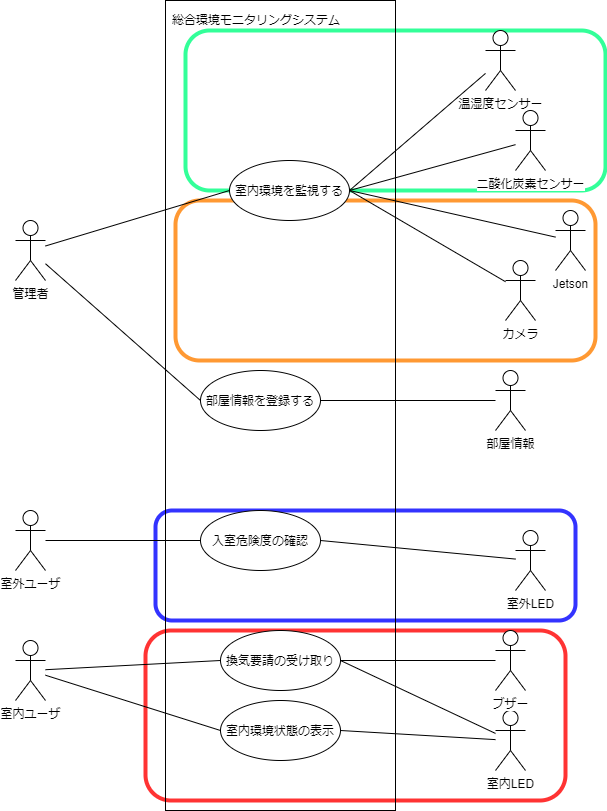 総合環境モニタリングシステム
温湿度センサー
二酸化炭素センサー
室内環境を監視する
Jetson
管理者
カメラ
部屋情報を登録する
部屋情報
入室危険度の確認
室外ユーザ
室外LED
換気要請の受け取り
室内ユーザ
ブザー
室内環境状態の表示
室内LED